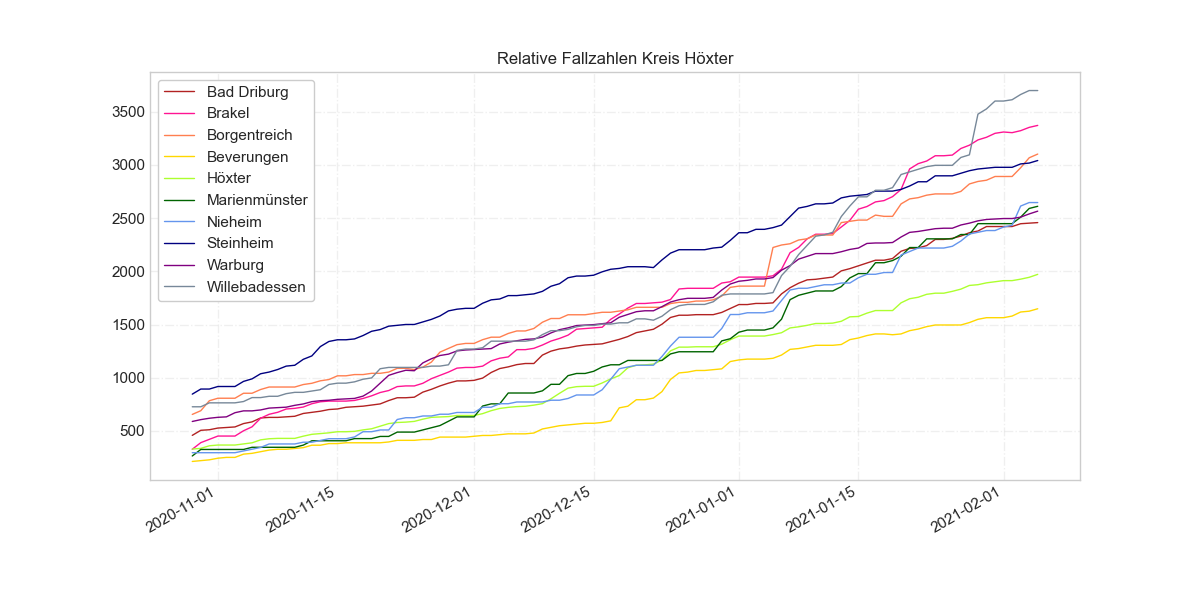 Relative Fallzahlen Kreis Höxter
Bad Driburg
Brakel
Borgentreich
Beverungen
Höxter
Marienmünster
Nieheim
Steinheim
Warburg
Willebadessen
3500
3000
2500
2000
1500
1000
500
2020-11-01
2020-11-15
2020-12-01
2020-12-15
2021-01-01
2021-01-15
2021-02-01